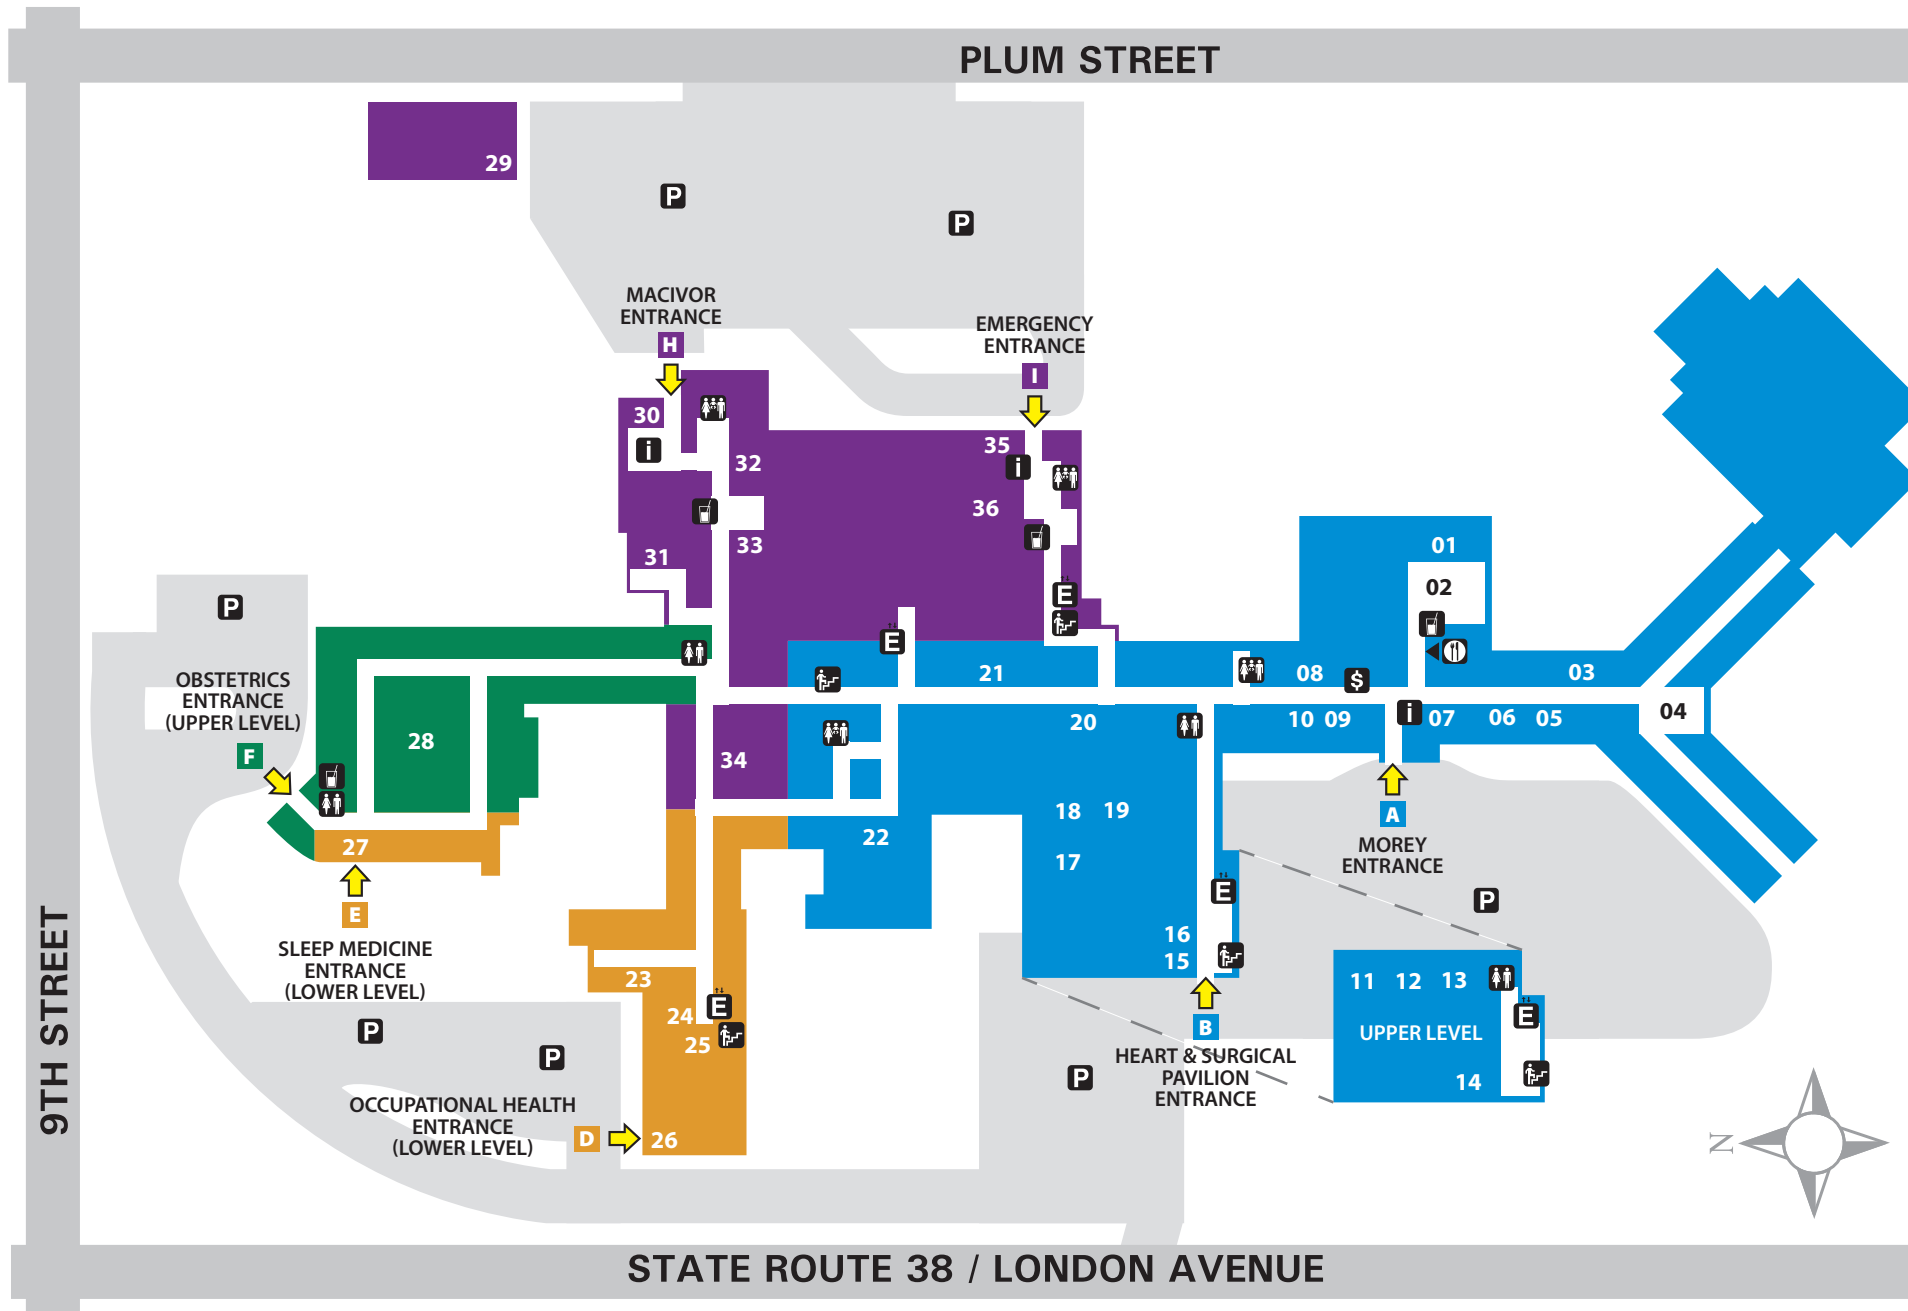 PLUM STREET
29
P
P
MACIVOR
ENTRANCE
H
EMERGENCY
ENTRANCE
I
30
i
32
35
i
36
33
31
E
01
02
P
E
21
08
$
03
OBSTETRICS
ENTRANCE
(UPPER LEVEL)
F
28
34
20
10 09
i
07
06
05
04
18
19
A
MOREY
ENTRANCE
22
27
17
E
E
P
SLEEP MEDICINE
ENTRANCE
(LOWER LEVEL)
16
15
23
24
E
25
11 12 13
E
UPPER LEVEL
14
B
HEART & SURGICAL
PAVILION
ENTRANCE
P
P
P
OCCUPATIONAL HEALTH
ENTRANCE
(LOWER LEVEL)
D
26
N
9TH STREET
STATE ROUTE 38 / LONDON AVENUE